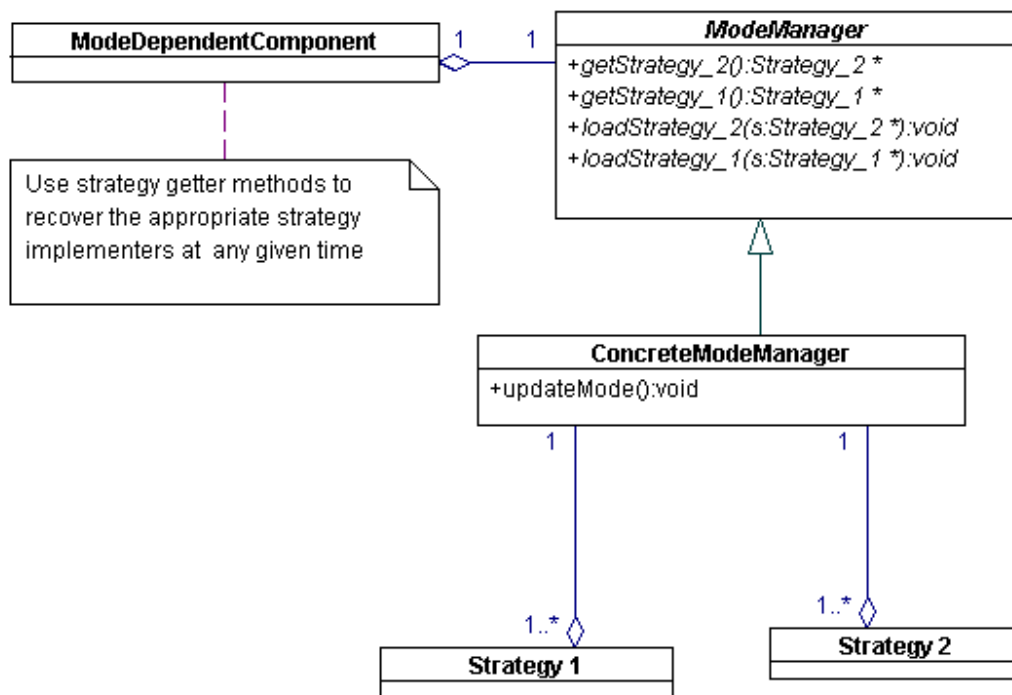 ModeDependentComponent
1
1
ModeManager
+getStrategy_2():Strategy_2 *
+getStrategy_1():Strategy_1 *
+loadStrategy_2(s:Strategy_2 *):void
+loadStrategy_1(s:Strategy_1 *):void
Use strategy getter methods to
recover the appropriate strategy
implementers at any given time
ConcreteModeManager
+updateMode():void
1
1
1..*
1..*
Strategy 1
Strategy 2